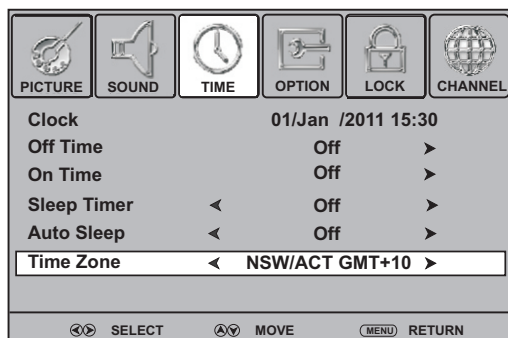 PICTURE SOUND TIME OPTION LOCK CHANNEL
Clock 01/Jan /2011 15:30
Off Time Off
On Time Off
Sleep Timer Off
Auto Sleep Off
Time Zone NSW/ACT GMT+10
SELECT MOVE MENU RETURN